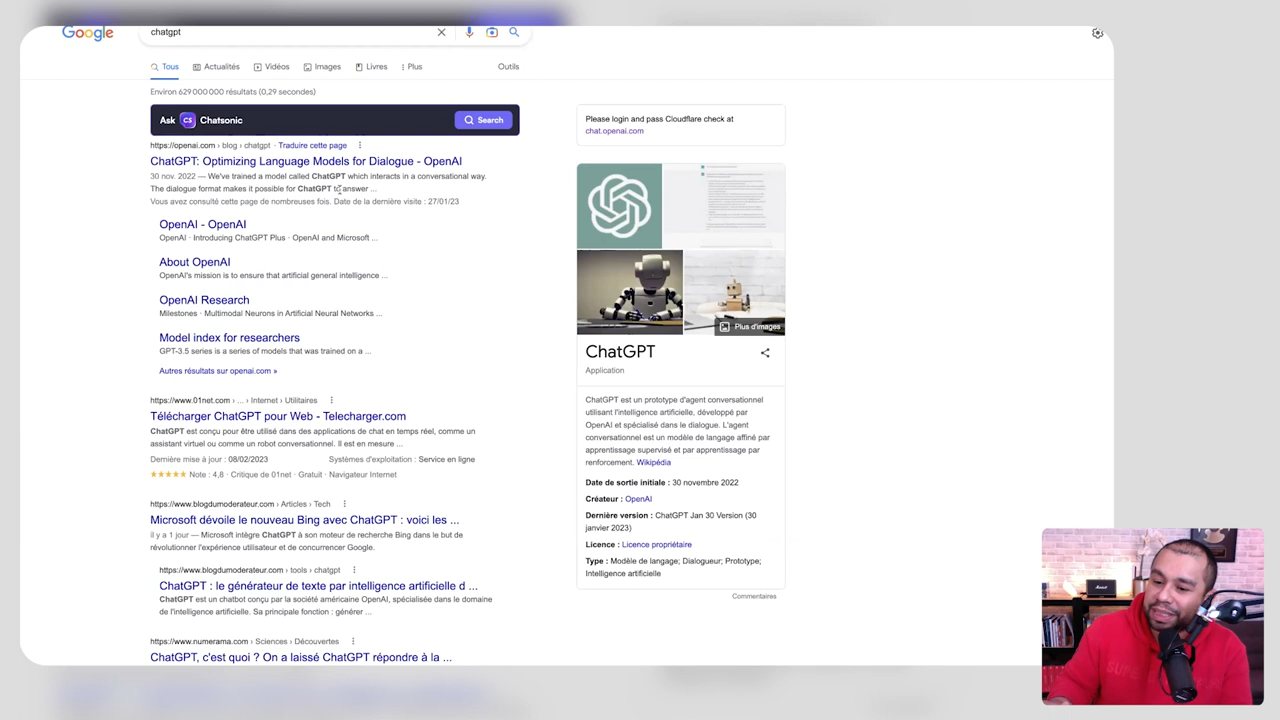 Google
chatgpt
Tous
Actualités
Vidéos
Images
Livres
Plus
Outils
Environ 629 000 000 résultats (0,29 secondes)
Ask CS Chatsonic
Search
https://openai.com › blog › chatgpt · Traduire cette page
ChatGPT: Optimizing Language Models for Dialogue - OpenAI
30 nov. 2022 — We've trained a model called ChatGPT which interacts in a conversational way.
The dialogue format makes it possible for ChatGPT to answer ...
Vous avez consulté cette page de nombreuses fois. Date de la dernière visite : 27/01/23
OpenAI - OpenAI
OpenAI · Introducing ChatGPT Plus · OpenAI and Microsoft ...
About OpenAI
OpenAI's mission is to ensure that artificial general intelligence ...
OpenAI Research
Milestones · Multimodal Neurons in Artificial Neural Networks ...
Model index for researchers
GPT-3.5 series is a series of models that was trained on a ...
Autres résultats sur openai.com »
https://www.01net.com › ... › Internet › Utilitaires
Télécharger ChatGPT pour Web - Telecharger.com
ChatGPT est conçu pour être utilisé dans des applications de chat en temps réel, comme un
assistant virtuel ou comme un robot conversationnel. Il est en mesure ...
Dernière mise à jour : 08/02/2023
Systèmes d'exploitation : Service en ligne
Note : 4,8 · Critique de 01net · Gratuit · Navigateur Internet
https://www.blogdumoderateur.com › Articles › Tech
Microsoft dévoile le nouveau Bing avec ChatGPT : voici les ...
il y a 1 jour — Microsoft intègre ChatGPT à son moteur de recherche Bing dans le but de
révolutionner l'expérience utilisateur et de concurrencer Google.
https://www.blogdumoderateur.com › tools › chatgpt
ChatGPT : le générateur de texte par intelligence artificielle d ...
ChatGPT est un chatbot conçu par la société américaine OpenAI, spécialisée dans le domaine
de l'intelligence artificielle. Sa principale fonction : générer ...
https://www.numerama.com › Sciences › Découvertes
ChatGPT, c'est quoi ? On a laissé ChatGPT répondre à la ...
Please login and pass Cloudflare check at
chat.openai.com
Plus d'images
ChatGPT
Application
ChatGPT est un prototype d'agent conversationnel
utilisant l'intelligence artificielle, développé par
OpenAI et spécialisé dans le dialogue. L'agent
conversationnel est un modèle de langage affiné par
apprentissage supervisé et par apprentissage par
renforcement. Wikipédia
Date de sortie initiale : 30 novembre 2022
Créateur : OpenAI
Dernière version : ChatGPT Jan 30 Version (30
janvier 2023)
Licence : Licence propriétaire
Type : Modèle de langage; Dialogueur; Prototype;
Intelligence artificielle
Commentaires
Marshall